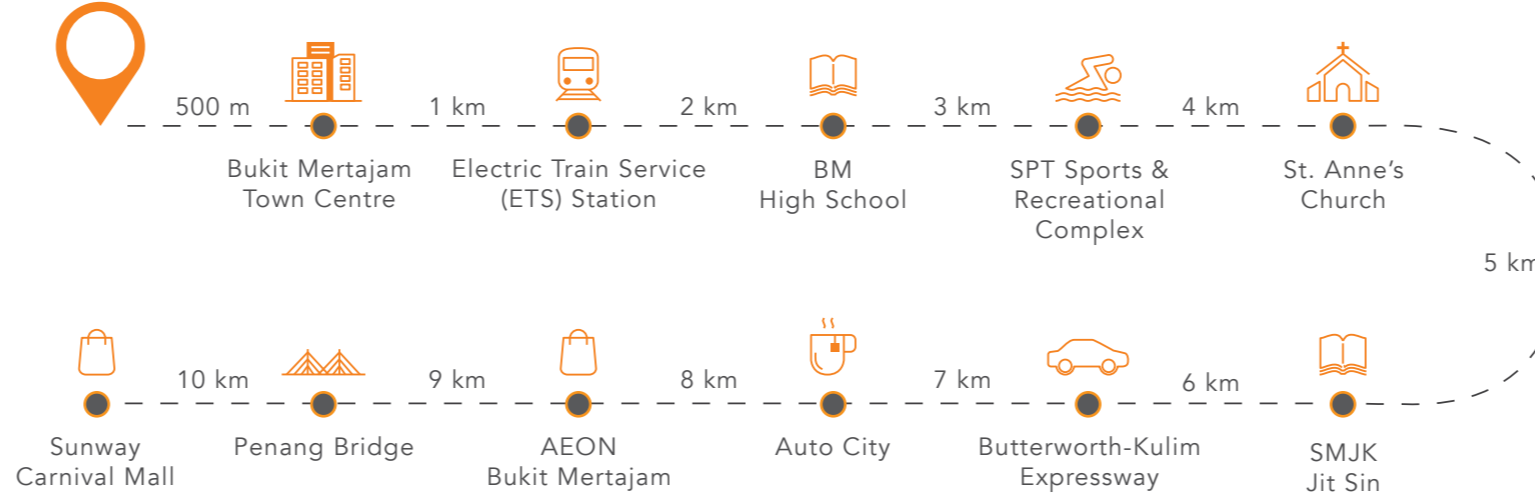 500 m
1 km
2 km
3 km
4 km
Bukit Mertajam
Town Centre
Electric Train Service
(ETS) Station
BM
High School
SPT Sports &
Recreational
Complex
St. Anne’s
Church
5 km
10 km
9 km
8 km
7 km
6 km
Sunway
Carnival Mall
Penang Bridge
AEON
Bukit Mertajam
Auto City
Butterworth-Kulim
Expressway
SMJK
Jit Sin